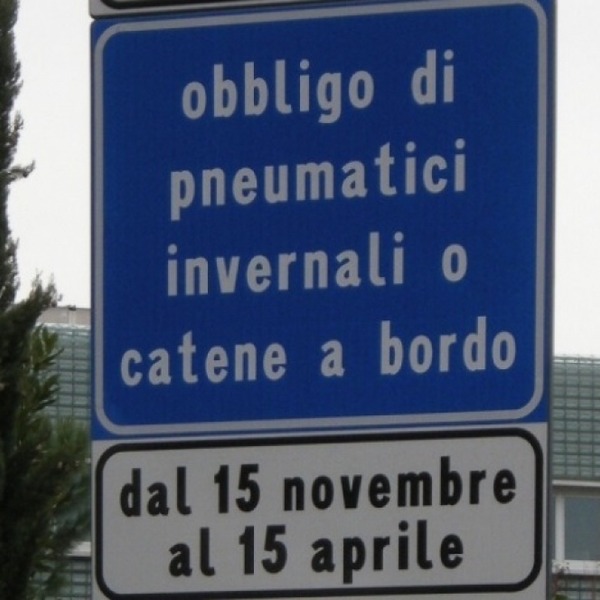 obbligo di
pneumatici
invernali o
catene a bordo
dal 15 novembre
al 15 aprile